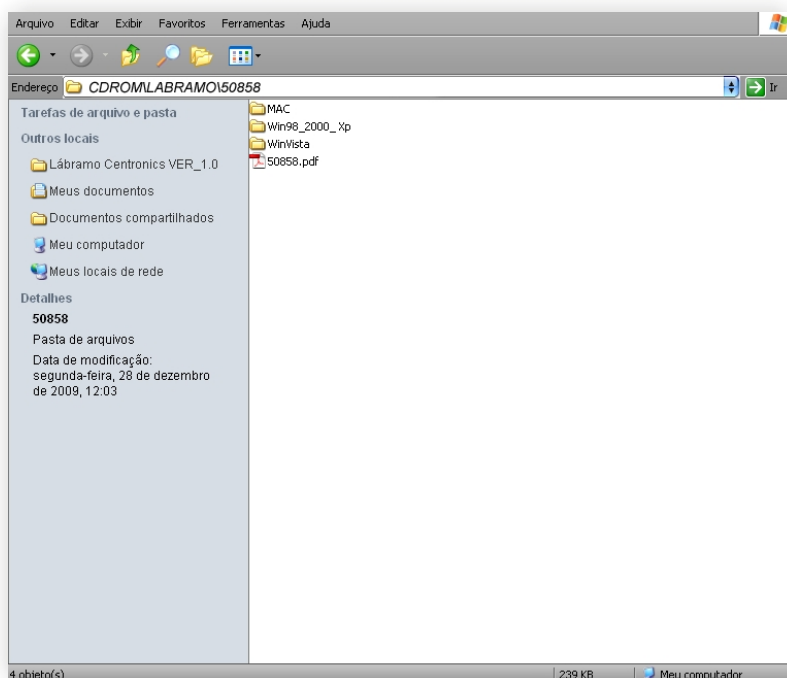 Arquivo Editar Exibir Favoritos Ferramentas Ajuda
Endereço CDROM\LABRAMO\50858 Ir
Tarefas de arquivo e pasta
Outros locais
Lábramo Centronics VER_1.0
Meus documentos
Documentos compartilhados
Meu computador
Meus locais de rede
Detalhes
50858
Pasta de arquivos
Data de modificação:
segunda-feira, 28 de dezembro
de 2009, 12:03
MAC
Win98_2000_ Xp
WinVista
50858.pdf
4 objeto(s) 239 KB Meu computador